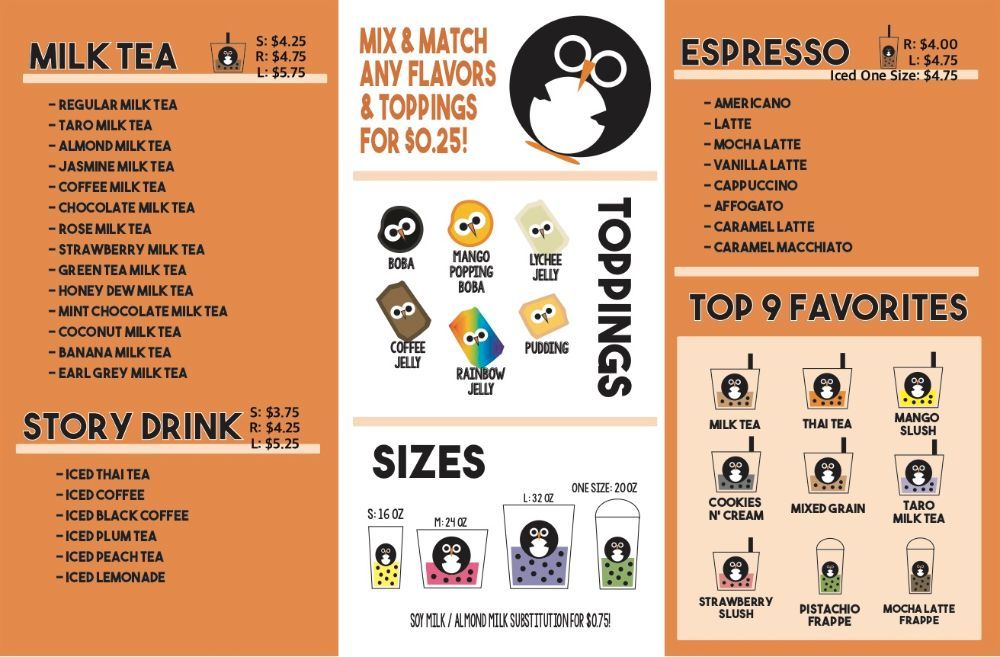 MILK TEA
S: $4.25
R: $4.75
L: $5.75
- REGULAR MILK TEA
- TARO MILK TEA
- ALMOND MILK TEA
- JASMINE MILK TEA
- COFFEE MILK TEA
- CHOCOLATE MILK TEA
- ROSE MILK TEA
- STRAWBERRY MILK TEA
- GREEN TEA MILK TEA
- HONEY DEW MILK TEA
- MINT CHOCOLATE MILK TEA
- COCONUT MILK TEA
- BANANA MILK TEA
- EARL GREY MILK TEA
STORY DRINK
S: $3.75
R: $4.25
L: $5.25
- ICED THAI TEA
- ICED COFFEE
- ICED BLACK COFFEE
- ICED PLUM TEA
- ICED PEACH TEA
- ICED LEMONADE
MIX & MATCH
ANY FLAVORS
& TOPPINGS
FOR $0.25!
TOPPINGS
BOBA
MANGO
POPPING
BOBA
LYCHEE
JELLY
COFFEE
JELLY
RAINBOW
JELLY
PUDDING
SIZES
S: 16 OZ
M: 24 OZ
L: 32 OZ
ONE SIZE: 20 OZ
SOY MILK / ALMOND MILK SUBSTITUTION FOR $0.75!
ESPRESSO
R: $4.00
L: $4.75
Iced One Size: $4.75
- AMERICANO
- LATTE
- MOCHA LATTE
- VANILLA LATTE
- CAPPUCCINO
- AFFOGATO
- CARAMEL LATTE
- CARAMEL MACCHIATO
TOP 9 FAVORITES
MILK TEA
THAI TEA
MANGO
SLUSH
COOKIES
N' CREAM
MIXED GRAIN
TARO
MILK TEA
STRAWBERRY
SLUSH
PISTACHIO
FRAPPE
MOCHA LATTE
FRAPPE